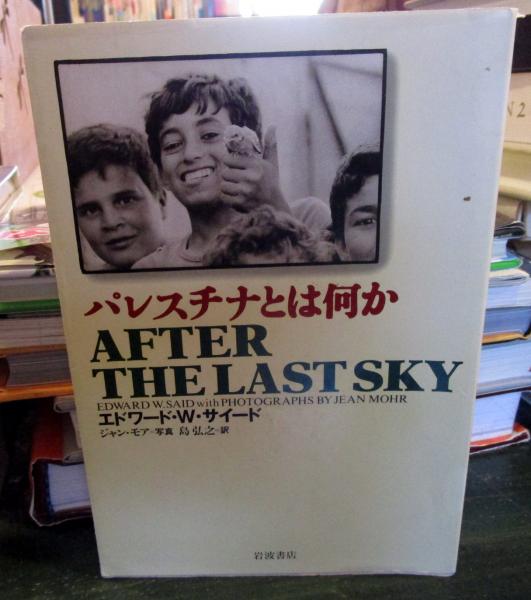 パレスチナとは何か
AFTER
THE LAST SKY
EDWARD W. SAID with PHOTOGRAPHS BY JEAN MOHR
エドワード・W・サイード
ジャン・モア＝写真 島 弘之＝訳
岩波書店
N 2